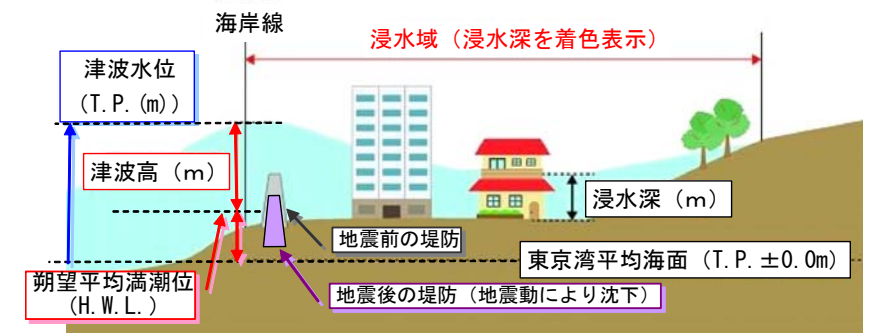 海岸線
浸水域（浸水深を着色表示）
津波水位
（T.P.(m)）
津波高（ｍ）
浸水深（ｍ）
地震前の堤防
東京湾平均海面（T.P.±0.0m）
朔望平均満潮位
(H.W.L.)
地震後の堤防（地震動により沈下）